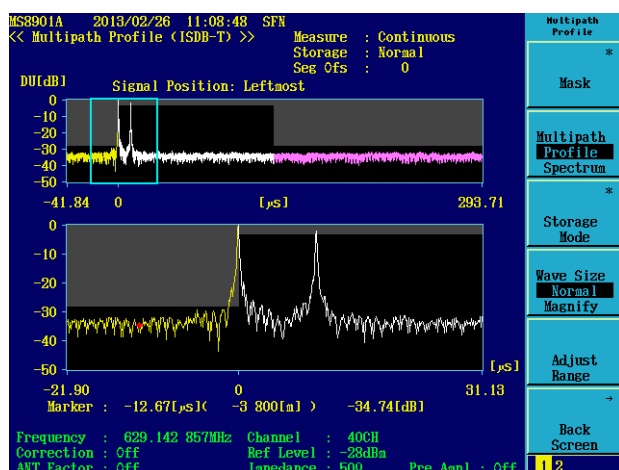 MS8901A 2013/02/26 11:08:48 SFN
<< Multipath Profile (ISDB-T) >> Measure : Continuous
Storage : Normal
Seg Ofs : 0
DU[dB] Signal Position: Leftmost
0
-10
-20
-30
-40
-50
-41.84 0 [μs] 293.71
0
-10
-20
-30
-40
-50 [μs]
-21.90 0 31.13
Marker : -12.67[μs]( -3 800[m] ) -34.74[dB]
Frequency : 629.142 857MHz Channel : 40CH
Correction : Off Ref Level : -28dBm
ANT Factor : Off Impedance : 50Ω Pre Ampl : Off
Multipath
Profile
*
Mask
Multipath
Profile
Spectrum
*
Storage
Mode
Wave Size
Normal
Magnify
Adjust
Range
→
Back
Screen
1 2